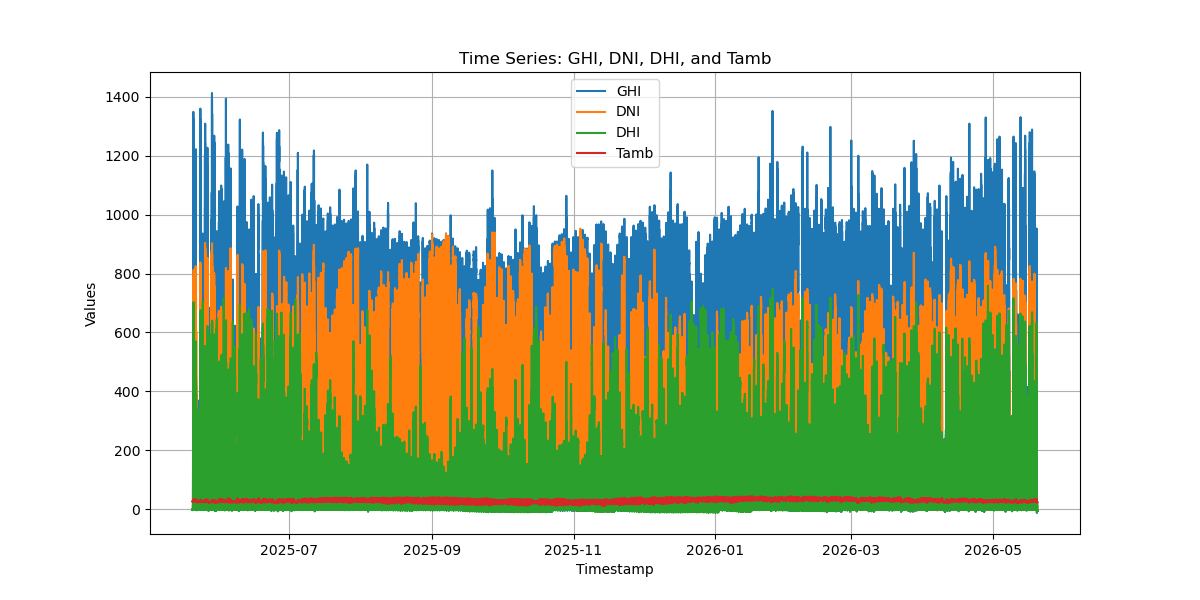 Time Series: GHI, DNI, DHI, and Tamb
GHI
DNI
DHI
Tamb
1400
1200
1000
800
600
400
200
0
Values
2025-07 2025-09 2025-11 2026-01 2026-03 2026-05
Timestamp